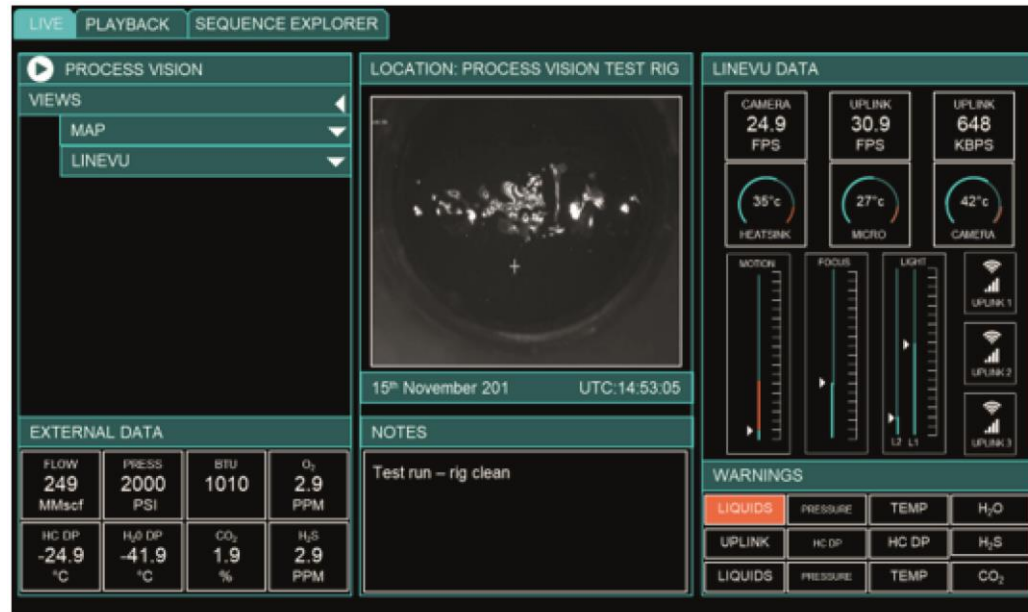 LIVE
PLAYBACK
SEQUENCE EXPLORER
PROCESS VISION
VIEWS
MAP
LINEVU
EXTERNAL DATA
FLOW
249
MMscf
PRESS
2000
PSI
BTU
1010
O₂
2.9
PPM
HC DP
-24.9
°C
H₂0 DP
-41.9
°C
CO₂
1.9
%
H₂S
2.9
PPM
LOCATION: PROCESS VISION TEST RIG
15th November 201 UTC:14:53:05
NOTES
Test run – rig clean
LINEVU DATA
CAMERA
24.9
FPS
UPLINK
30.9
FPS
UPLINK
648
KBPS
35°c
HEATSINK
27°c
MICRO
42°c
CAMERA
MOTION
FOCUS
LIGHT
L2 L1
UPLINK 1
UPLINK 2
UPLINK 3
WARNINGS
LIQUIDS PRESSURE TEMP H₂O
UPLINK HC DP HC DP H₂S
LIQUIDS PRESSURE TEMP CO₂